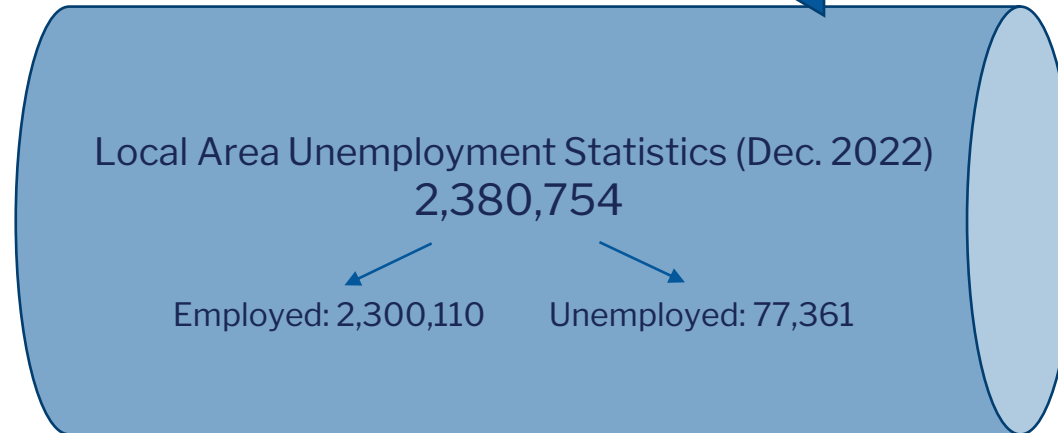 Local Area Unemployment Statistics (Dec. 2022)
2,380,754
Employed: 2,300,110 Unemployed: 77,361